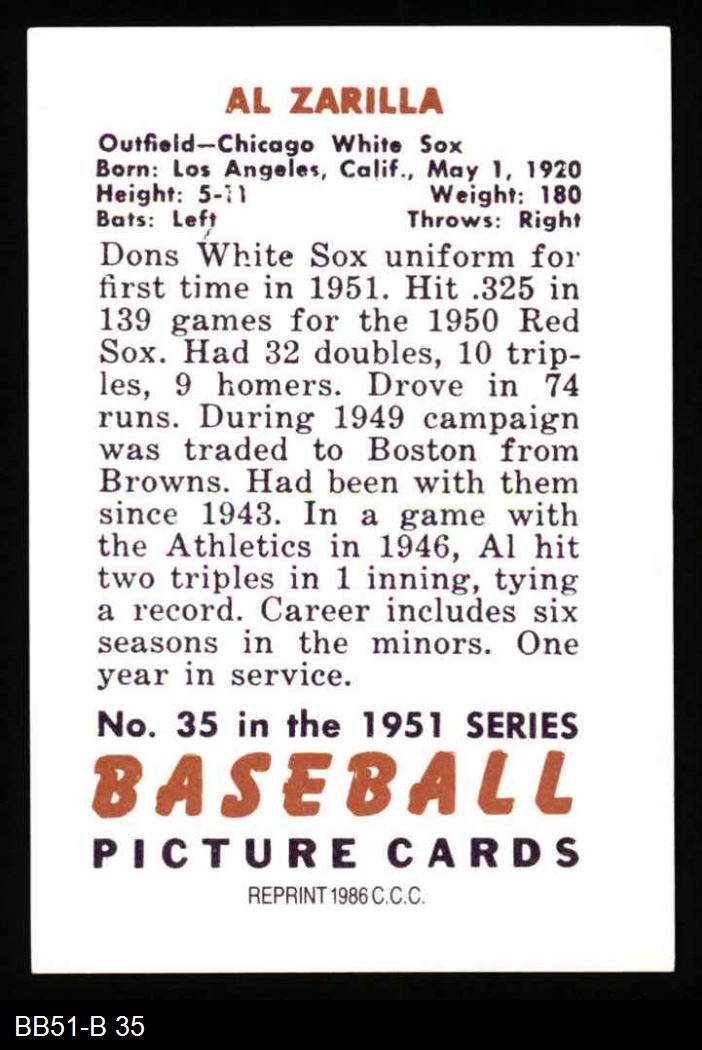 AL ZARILLA
Outfield—Chicago White Sox
Born: Los Angeles, Calif., May 1, 1920
Height: 5-11 Weight: 180
Bats: Left Throws: Right
Dons White Sox uniform for
first time in 1951. Hit .325 in
139 games for the 1950 Red
Sox. Had 32 doubles, 10 trip-
les, 9 homers. Drove in 74
runs. During 1949 campaign
was traded to Boston from
Browns. Had been with them
since 1943. In a game with
the Athletics in 1946, Al hit
two triples in 1 inning, tying
a record. Career includes six
seasons in the minors. One
year in service.
No. 35 in the 1951 SERIES
BASEBALL
PICTURE CARDS
REPRINT 1986 C.C.C.
BB51-B 35